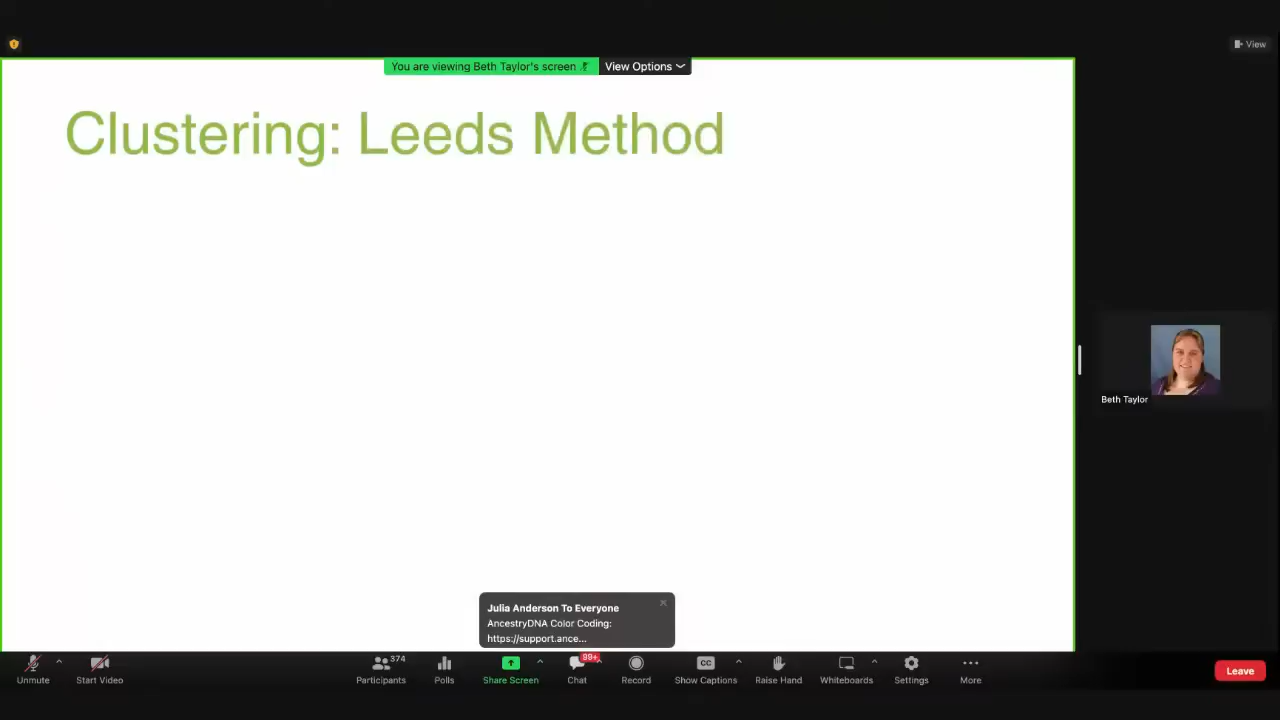 View
You are viewing Beth Taylor's screen
View Options
Clustering: Leeds Method
Beth Taylor
Julia Anderson To Everyone
AncestryDNA Color Coding:
https://support.ance...
374
99+
CC
Unmute
Start Video
Participants
Polls
Share Screen
Chat
Record
Show Captions
Raise Hand
Whiteboards
Settings
More
Leave